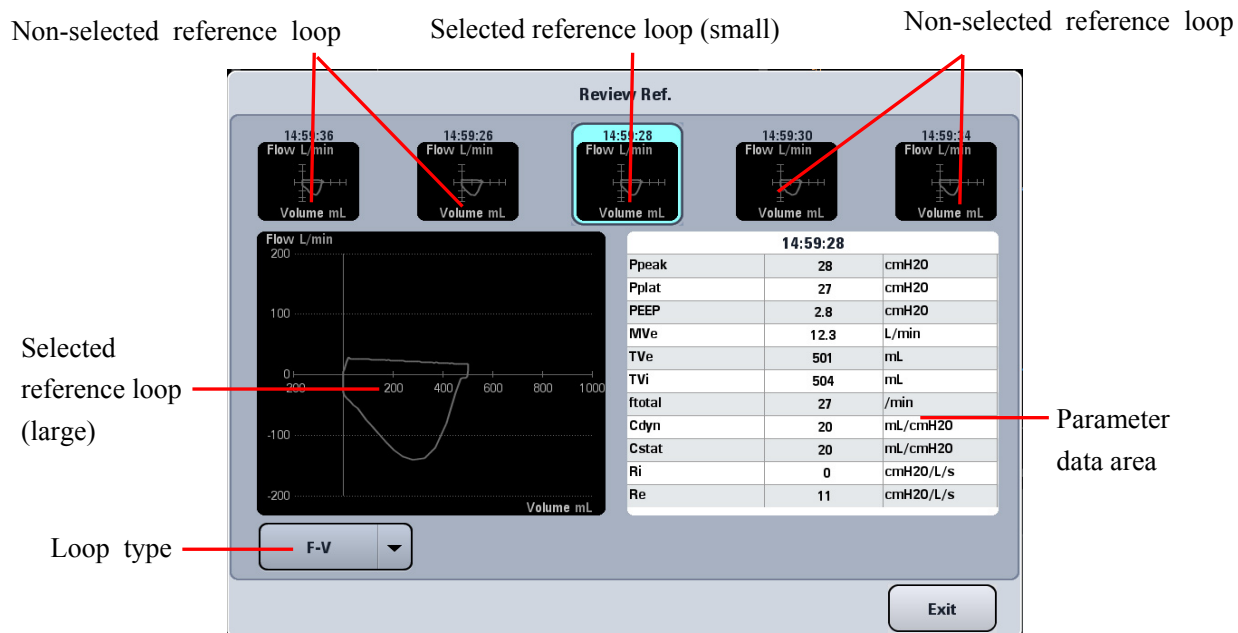 Non-selected reference loop
Selected reference loop (small)
Non-selected reference loop
Review Ref.
14:59:36
Flow L/min
Volume mL
14:59:26
Flow L/min
Volume mL
14:59:28
Flow L/min
Volume mL
14:59:30
Flow L/min
Volume mL
14:59:34
Flow L/min
Volume mL
Flow L/min
200
100
0
-100
-200
200 200 400 600 800 1000
Volume mL
14:59:28
Ppeak 28 cmH2O
Pplat 27 cmH2O
PEEP 2.8 cmH2O
MVe 12.3 L/min
TVe 501 mL
TVi 504 mL
ftotal 27 /min
Cdyn 20 mL/cmH2O
Cstat 20 mL/cmH2O
Ri 0 cmH2O/L/s
Re 11 cmH2O/L/s
Selected
reference loop
(large)
Parameter
data area
Loop type
F-V
Exit